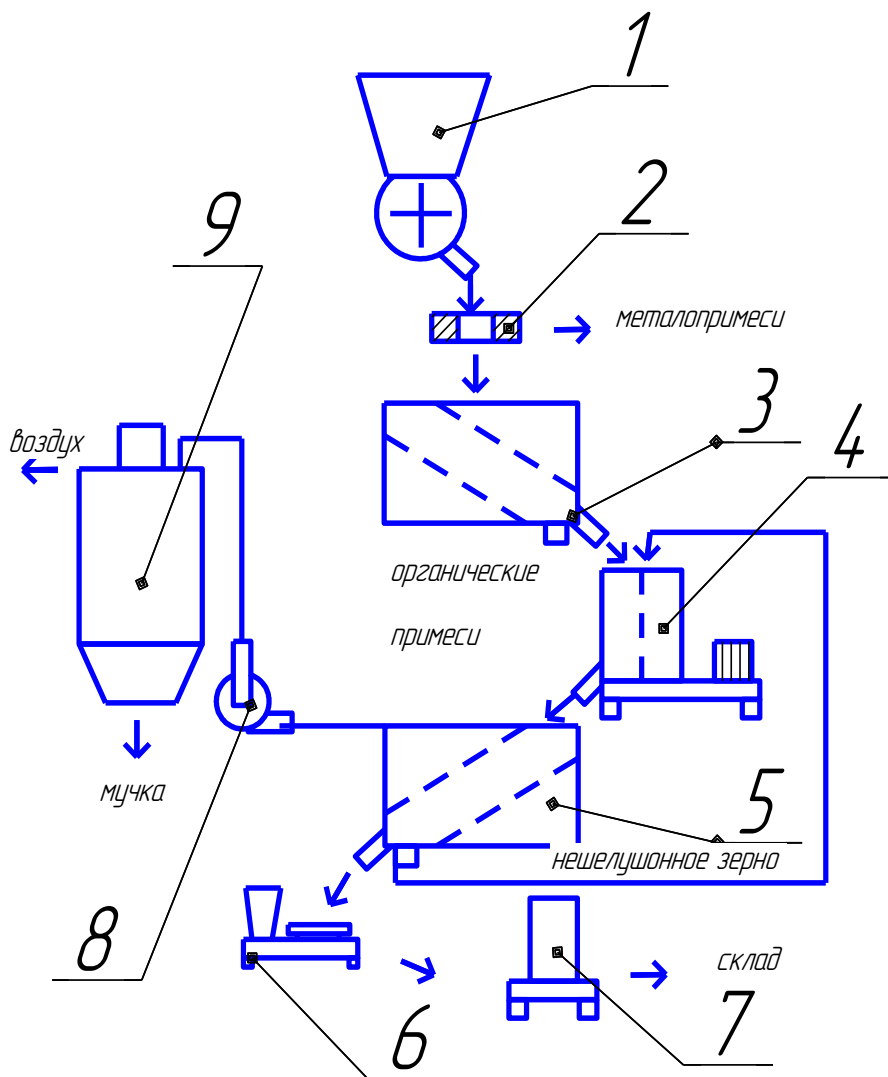 1
9
2
металопримеси
3
4
воздух
органические
примеси
5
мучка
нешелушонное зерно
8
склад
6
7